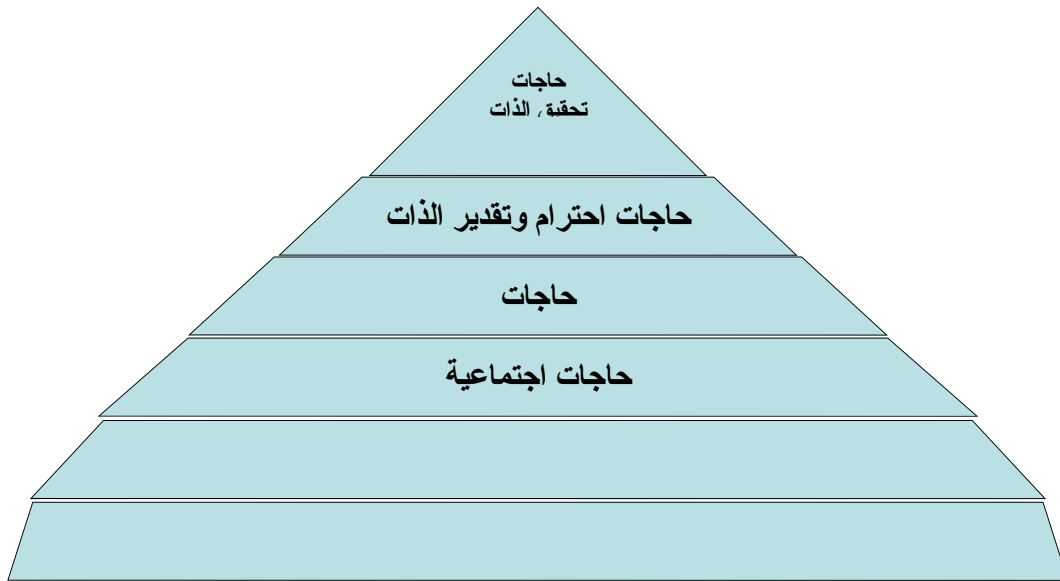 حاجات
تحقيق الذات
حاجات احترام وتقدير الذات
حاجات
حاجات اجتماعية